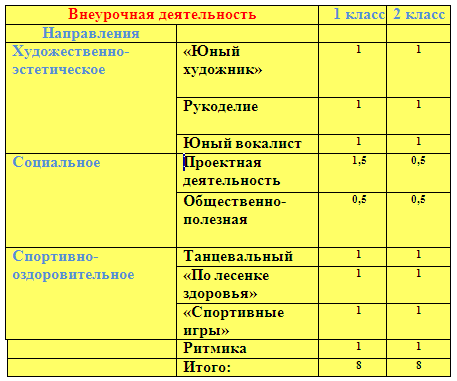 Внеурочная деятельность 1 класс 2 класс
Направления
Художественно- «Юный 1 1
эстетическое художник»
Рукоделие 1 1
Юный вокалист 1 1
Социальное Проектная 1,5 0,5
деятельность
Общественно- 0,5 0,5
полезная
Спортивно- Танцевальный 1 1
оздоровительное «По лесенке 1 1
здоровья»
«Спортивные 1 1
игры»
Ритмика 1 1
Итого: 8 8